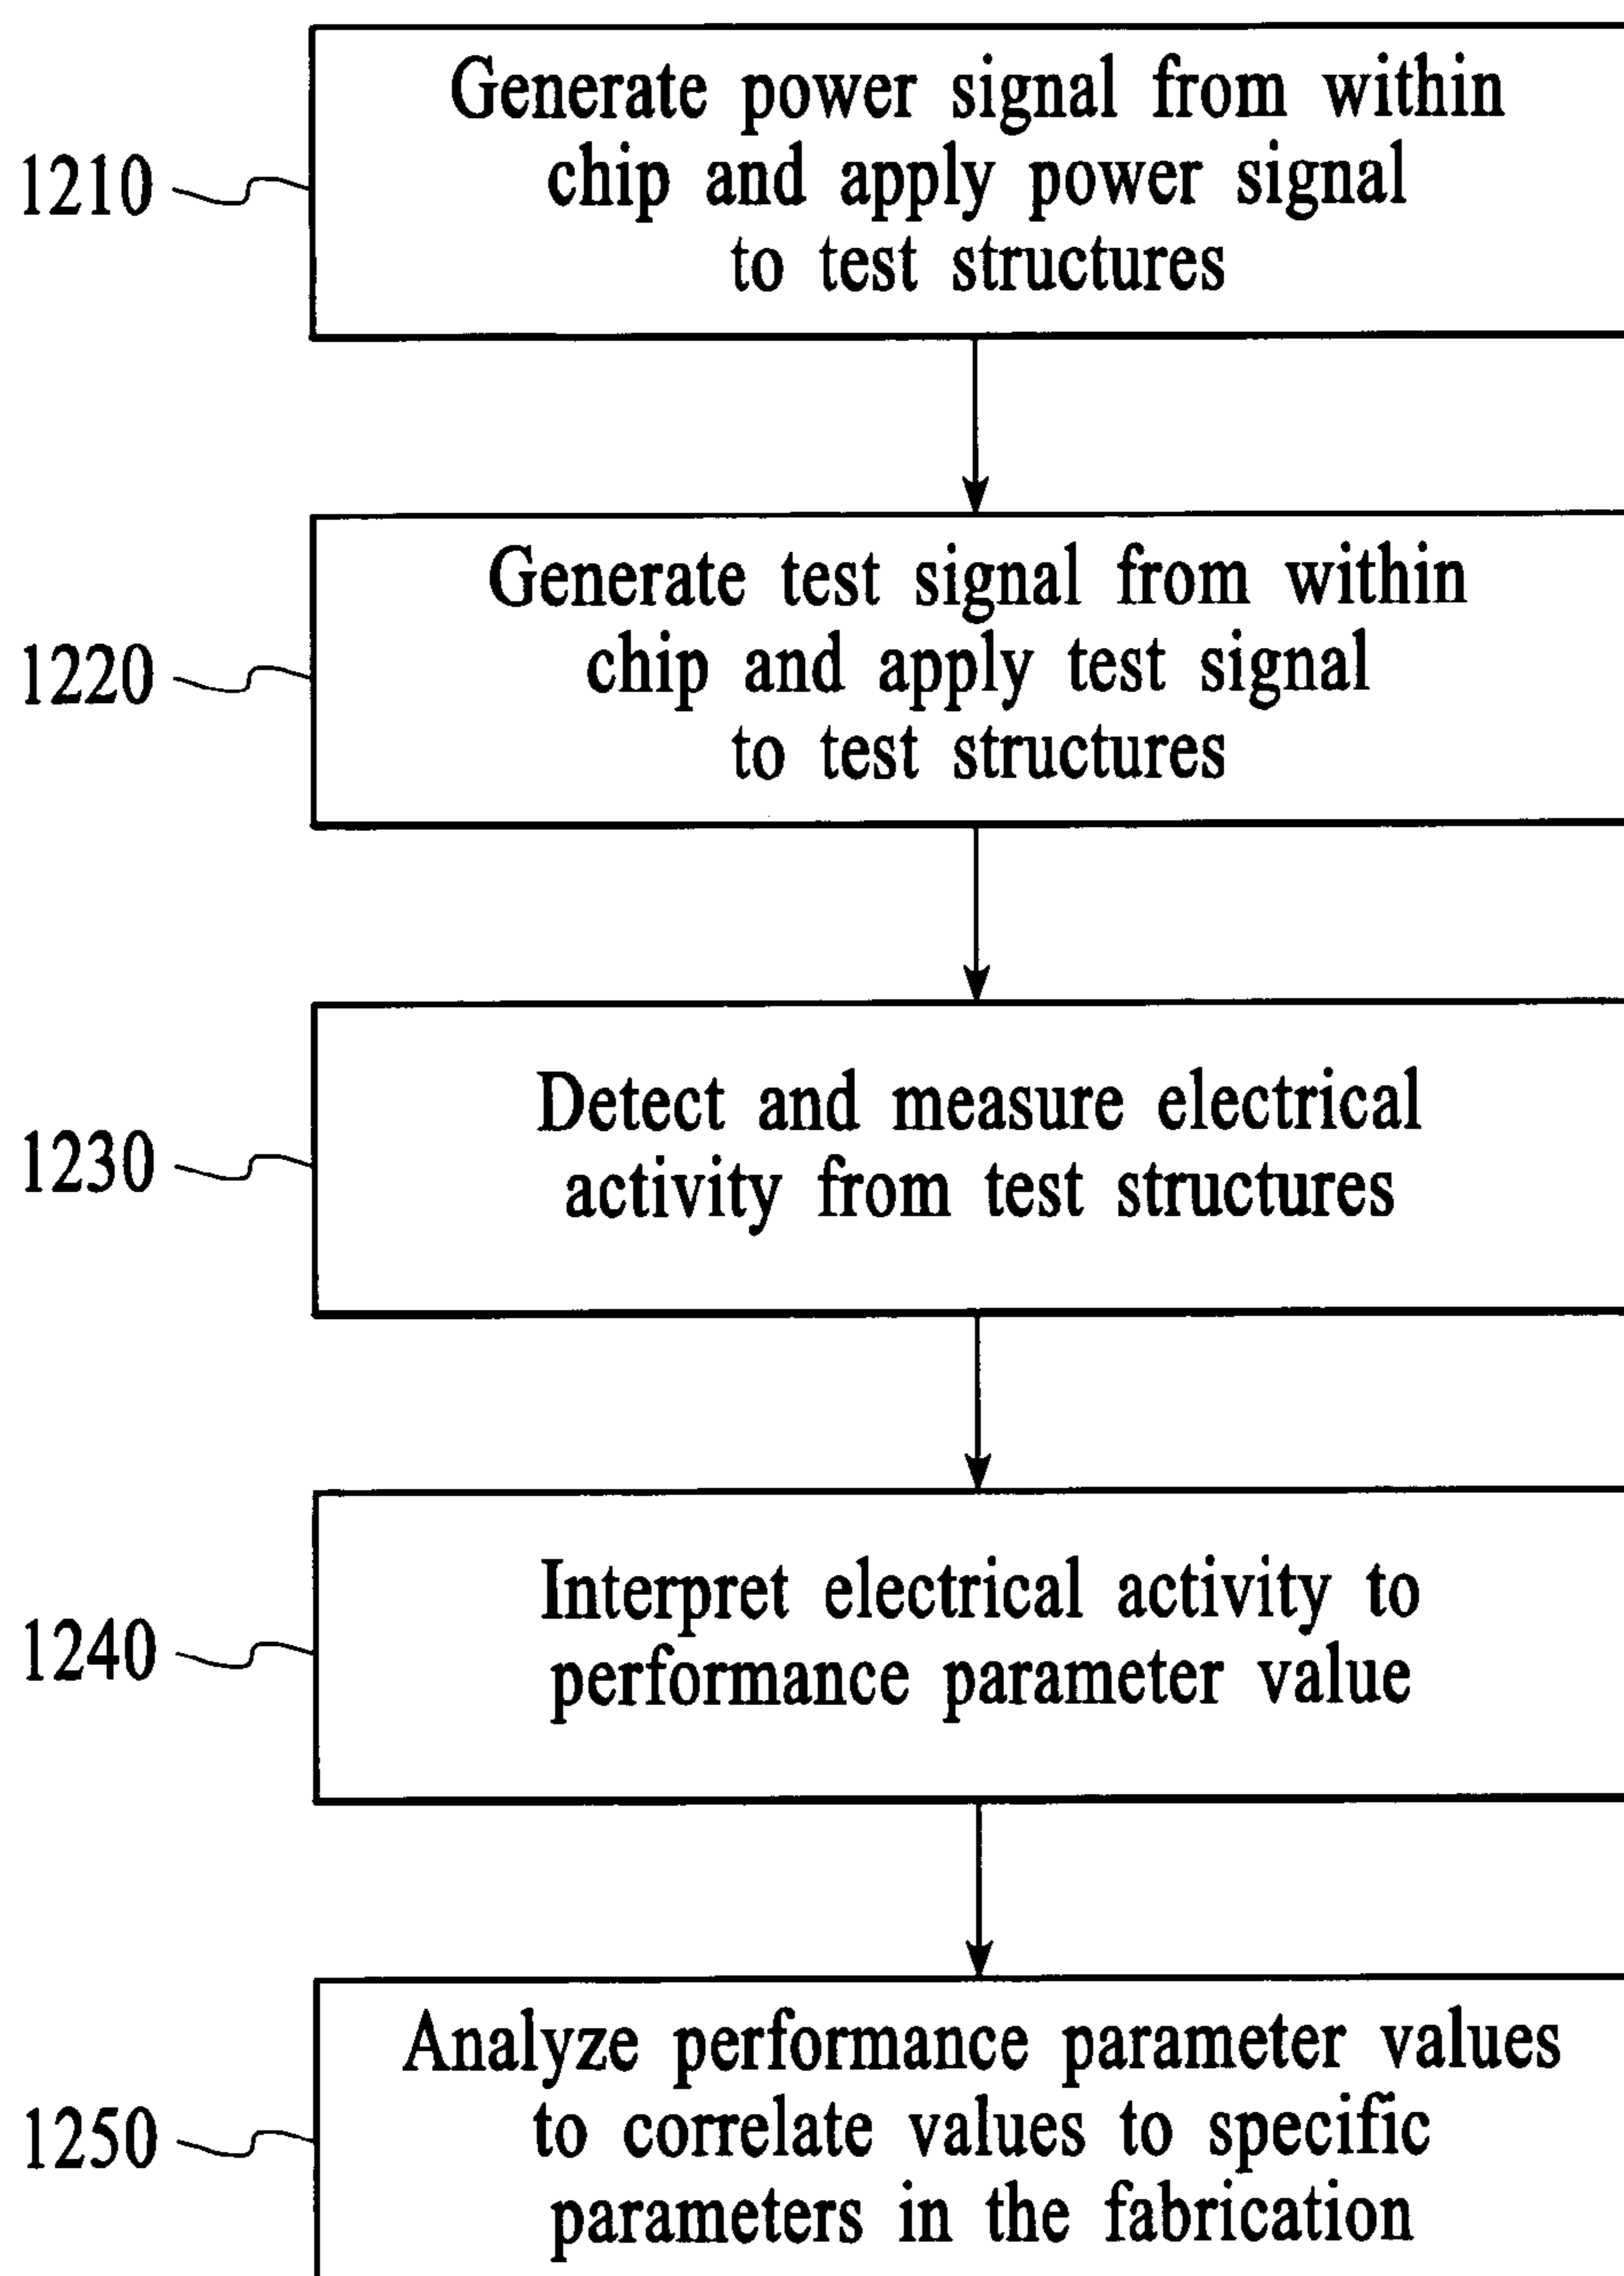 Generate power signal from within
chip and apply power signal
to test structures
1210
Generate test signal from within
chip and apply test signal
to test structures
1220
Detect and measure electrical
activity from test structures
1230
Interpret electrical activity to
performance parameter value
1240
Analyze performance parameter values
to correlate values to specific
parameters in the fabrication
1250